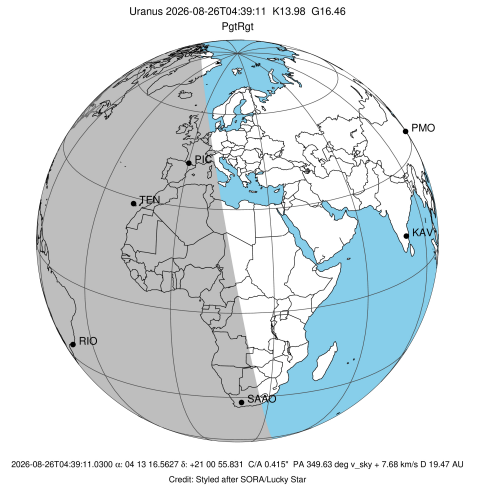 Uranus 2026-08-26T04:39:11 K13.98 G16.46
PgtRgt
PMO
PIC
TEN
KAV
RIO
SAAO
2026-08-26T04:39:11.0300 α: 04 13 16.5627 δ: +21 00 55.831 C/A 0.415" PA 349.63 deg v_sky + 7.68 km/s D 19.47 AU
Credit: Styled after SORA/Lucky Star